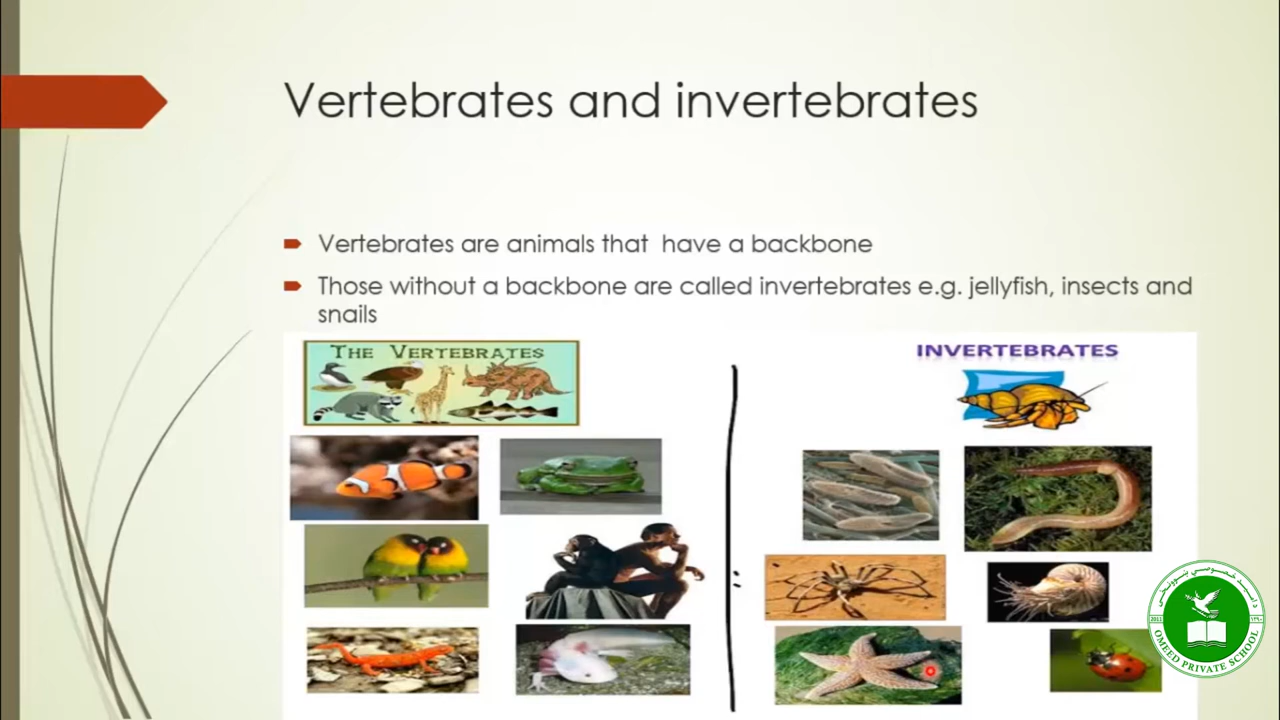 Vertebrates and invertebrates
Vertebrates are animals that have a backbone
Those without a backbone are called invertebrates e.g. jellyfish, insects and
snails
THE VERTEBRATES
INVERTEBRATES
2011
OMEED PRIVATE SCHOOL